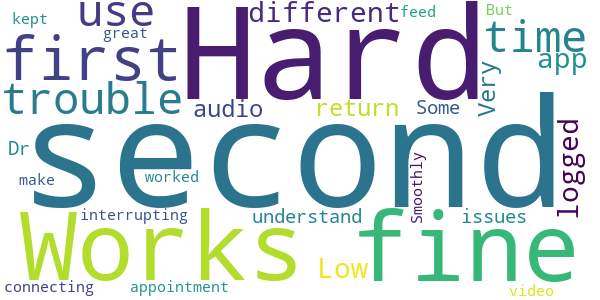 kept use different feed But
great
first Hard time
app
trouble audio return Some Very
second
logged
Dr
make worked Smoothly
interrupting understand issues
Works fine
Low
connecting appointment video